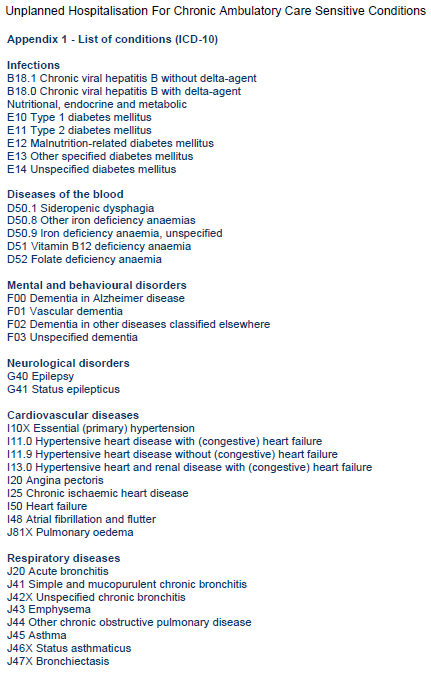 Unplanned Hospitalisation For Chronic Ambulatory Care Sensitive Conditions
Appendix 1 - List of conditions (ICD-10)
Infections
B18.1 Chronic viral hepatitis B without delta-agent
B18.0 Chronic viral hepatitis B with delta-agent
Nutritional, endocrine and metabolic
E10 Type 1 diabetes mellitus
E11 Type 2 diabetes mellitus
E12 Malnutrition-related diabetes mellitus
E13 Other specified diabetes mellitus
E14 Unspecified diabetes mellitus
Diseases of the blood
D50.1 Sideropenic dysphagia
D50.8 Other iron deficiency anaemias
D50.9 Iron deficiency anaemia, unspecified
D51 Vitamin B12 deficiency anaemia
D52 Folate deficiency anaemia
Mental and behavioural disorders
F00 Dementia in Alzheimer disease
F01 Vascular dementia
F02 Dementia in other diseases classified elsewhere
F03 Unspecified dementia
Neurological disorders
G40 Epilepsy
G41 Status epilepticus
Cardiovascular diseases
I10X Essential (primary) hypertension
I11.0 Hypertensive heart disease with (congestive) heart failure
I11.9 Hypertensive heart disease without (congestive) heart failure
I13.0 Hypertensive heart and renal disease with (congestive) heart failure
I20 Angina pectoris
I25 Chronic ischaemic heart disease
I50 Heart failure
I48 Atrial fibrillation and flutter
J81X Pulmonary oedema
Respiratory diseases
J20 Acute bronchitis
J41 Simple and mucopurulent chronic bronchitis
J42X Unspecified chronic bronchitis
J43 Emphysema
J44 Other chronic obstructive pulmonary disease
J45 Asthma
J46X Status asthmaticus
J47X Bronchiectasis